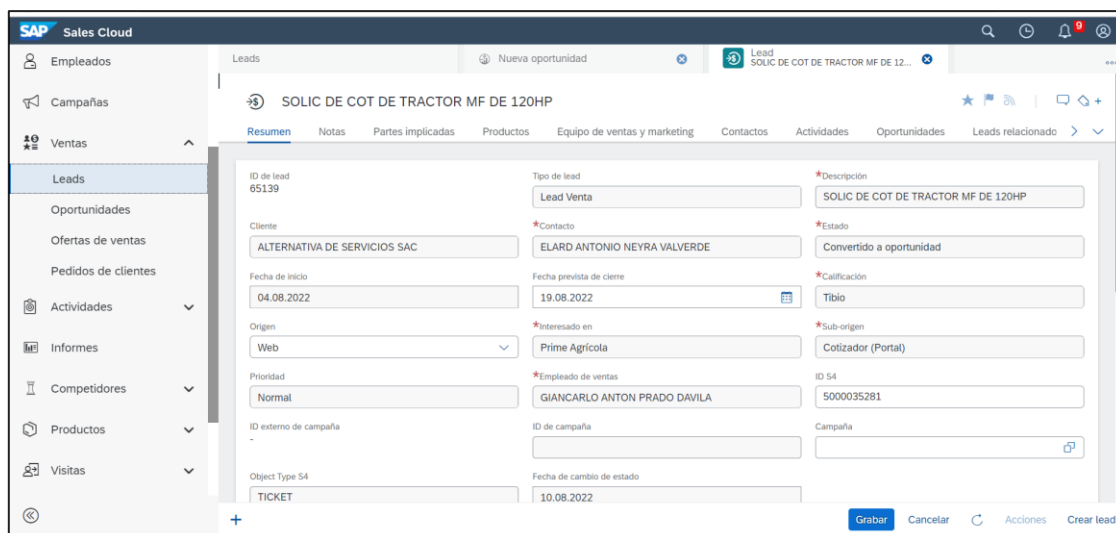 SAP Sales Cloud
9
Empleados
Campañas
Ventas
Leads
Oportunidades
Ofertas de ventas
Pedidos de clientes
Actividades
Informes
Competidores
Productos
Visitas
Leads
Nueva oportunidad
Lead
SOLIC DE COT DE TRACTOR MF DE 12...
SOLIC DE COT DE TRACTOR MF DE 120HP
Resumen Notas Partes implicadas Productos Equipo de ventas y marketing Contactos Actividades Oportunidades Leads relacionado
ID de lead
65139
Tipo de lead
Lead Venta
*Descripción
SOLIC DE COT DE TRACTOR MF DE 120HP
Cliente
ALTERNATIVA DE SERVICIOS SAC
*Contacto
ELARD ANTONIO NEYRA VALVERDE
*Estado
Convertido a oportunidad
Fecha de inicio
04.08.2022
Fecha prevista de cierre
19.08.2022
*Calificación
Tibio
Origen
Web
*Interesado en
Prime Agrícola
*Sub-origen
Cotizador (Portal)
Prioridad
Normal
*Empleado de ventas
GIANCARLO ANTON PRADO DAVILA
ID S4
5000035281
ID externo de campaña
-
ID de campaña
Campaña
Object Type S4
TICKET
Fecha de cambio de estado
10.08.2022
+
Grabar Cancelar Acciones Crear lead